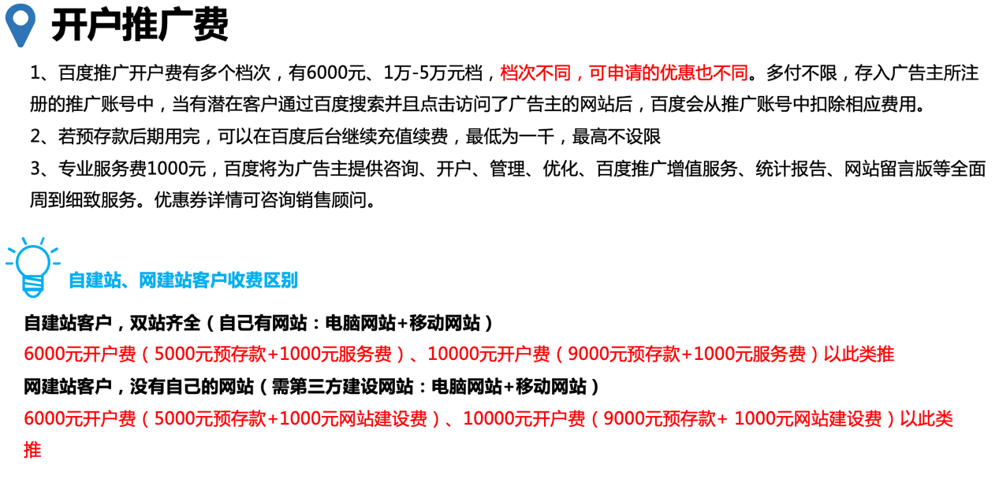 开户推广费
1、百度推广开户费有多个档次，有6000元、1万-5万元档，档次不同，可申请的优惠也不同。多付不限，存入广告主所注
册的推广账号中，当有潜在客户通过百度搜索并且点击访问了广告主的网站后，百度会从推广账号中扣除相应费用。
2、若预存款后期用完，可以在百度后台继续充值续费，最低为一千，最高不设限
3、专业服务费1000元，百度将为广告主提供咨询、开户、管理、优化、百度推广增值服务、统计报告、网站留言版等全面
周到细致服务。优惠券详情可咨询销售顾问。
自建站、网建站客户收费区别
自建站客户，双站齐全（自己有网站：电脑网站+移动网站）
6000元开户费（5000元预存款+1000元服务费）、10000元开户费（9000元预存款+1000元服务费）以此类推
网建站客户，没有自己的网站（需第三方建设网站：电脑网站+移动网站）
6000元开户费（5000元预存款+1000元网站建设费）、10000元开户费（9000元预存款+ 1000元网站建设费）以此类
推